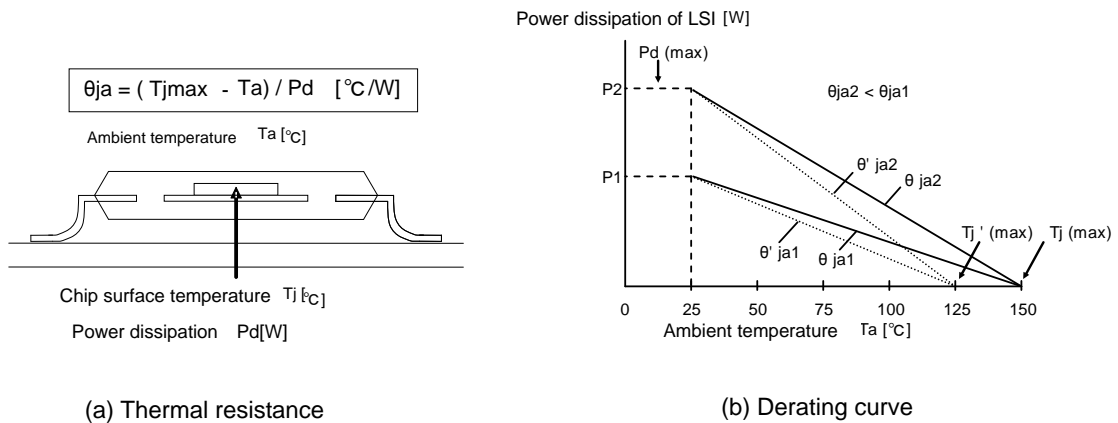 θja = ( Tjmax - Ta) / Pd [°C/W]
Ambient temperature Ta [°C]
Chip surface temperature Tj [°C]
Power dissipation Pd[W]
(a) Thermal resistance
Power dissipation of LSI [W]
Pd (max)
P2
θja2 < θja1
θ' ja2
θ ja2
P1
Tj ' (max)
Tj (max)
θ' ja1
θ ja1
0 25 50 75 100 125 150
Ambient temperature Ta [°C]
(b) Derating curve